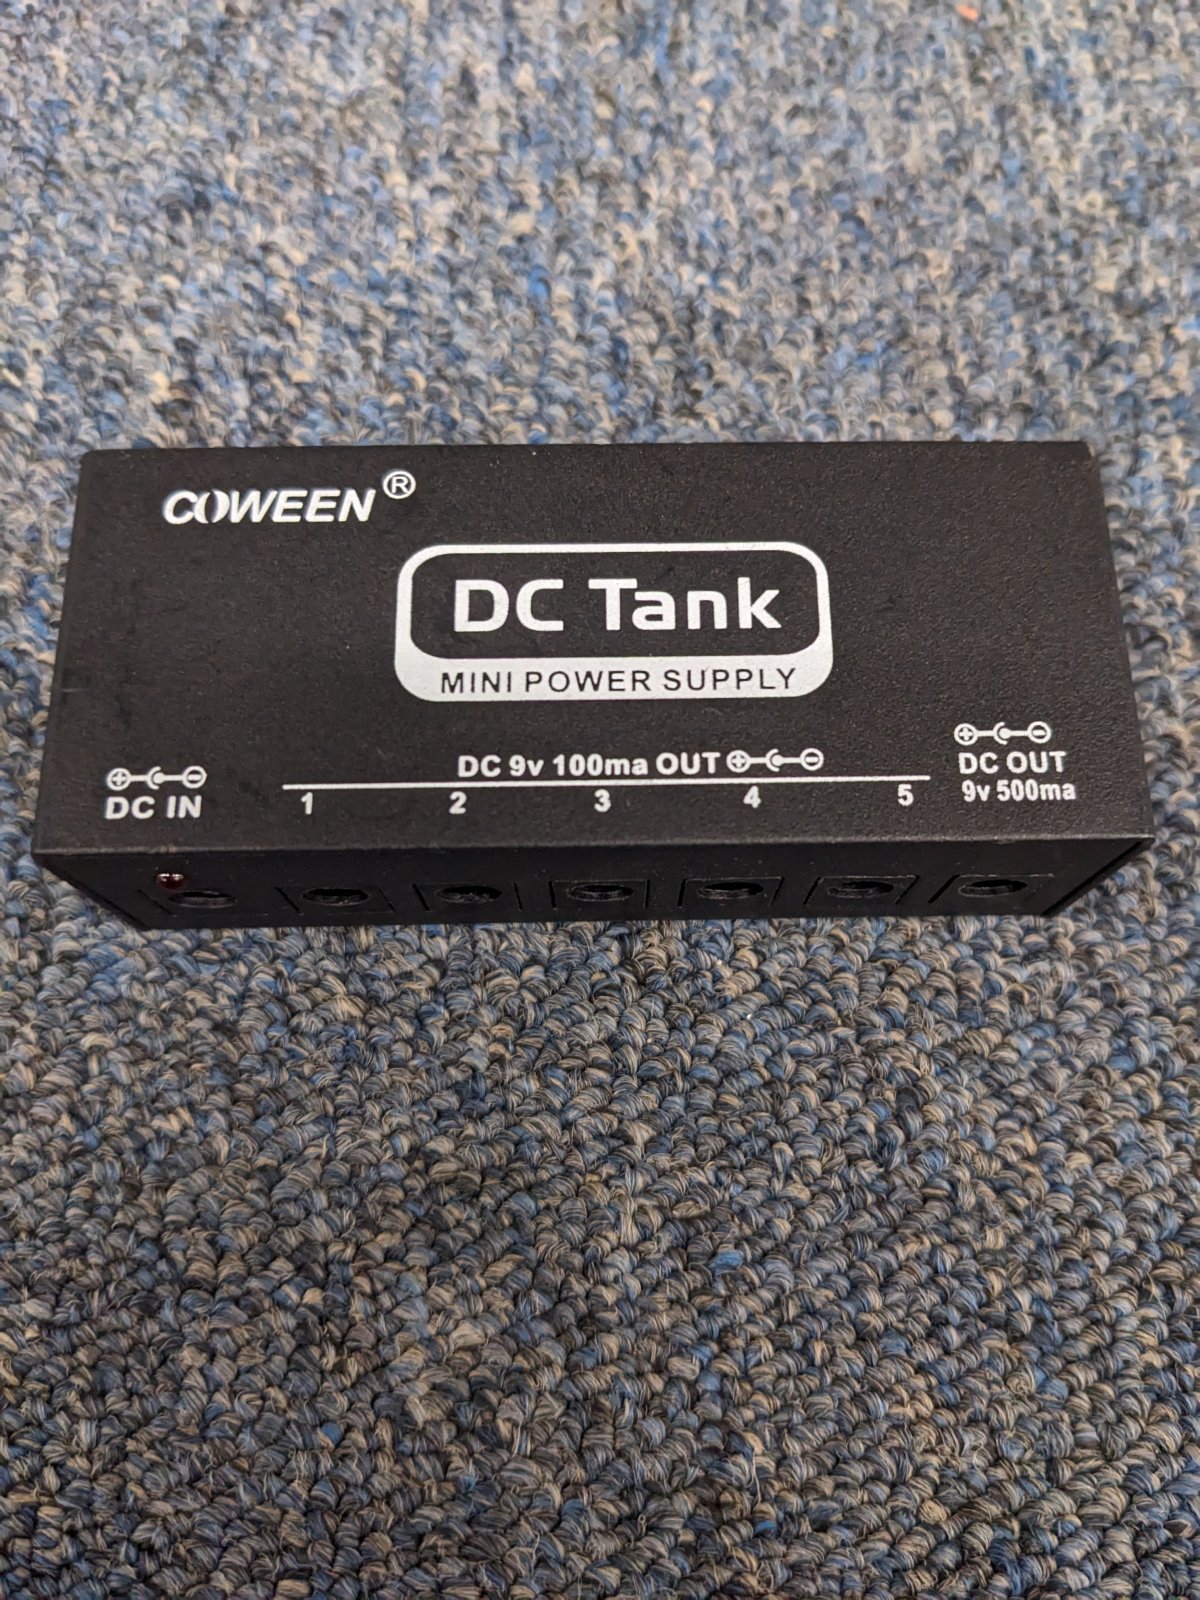 COWEEN®
DC Tank
MINI POWER SUPPLY
DC IN
DC 9v 100ma OUT
1 2 3 4 5
DC OUT
9v 500ma